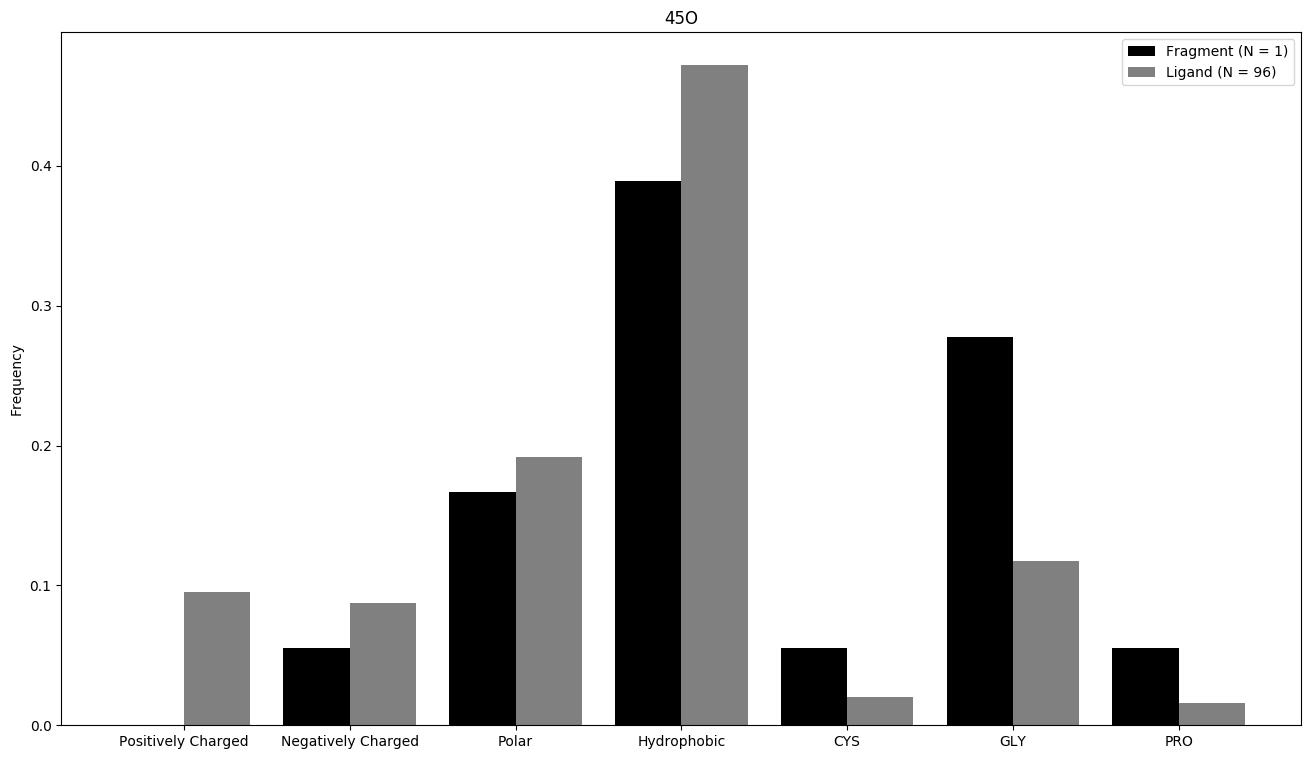 45O
Fragment (N = 1)
Ligand (N = 96)
Frequency
0.4
0.3
0.2
0.1
0.0
Positively Charged
Negatively Charged
Polar
Hydrophobic
CYS
GLY
PRO